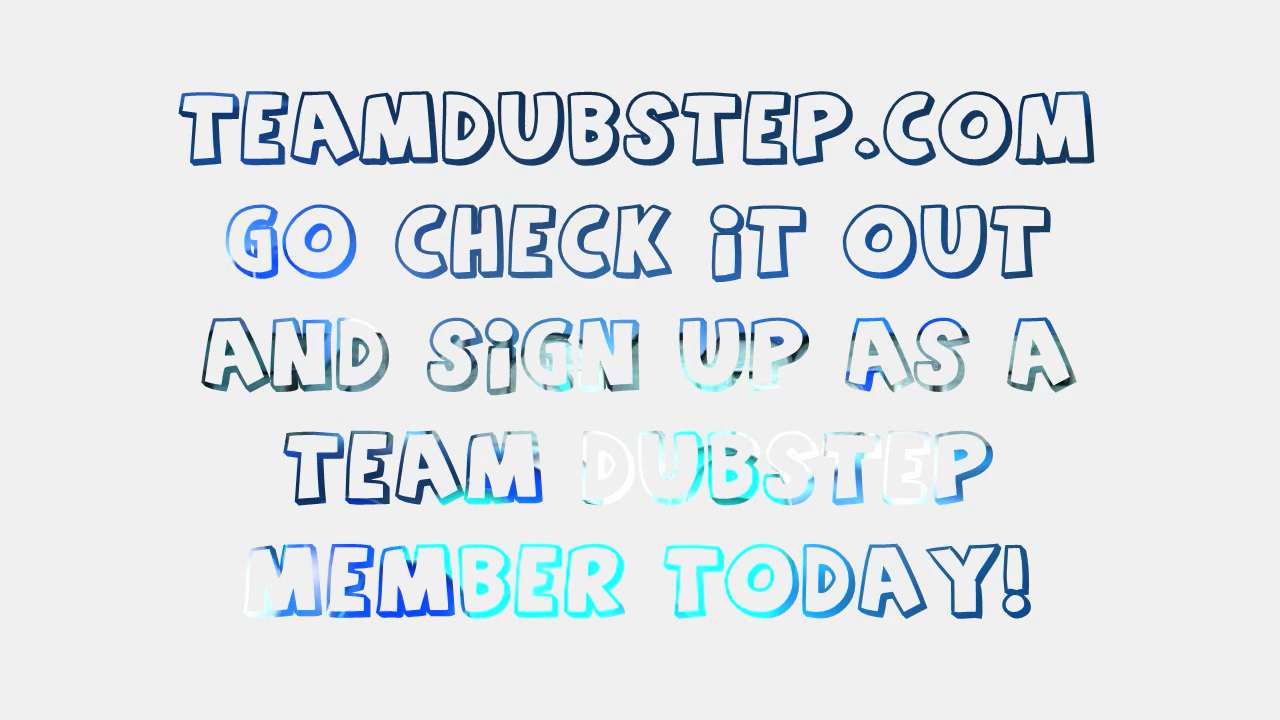 TEAMDUBSTEP.COM
GO CHECK iT OUT
AND SiGN UP AS A
TEAM DUBSTEP
MEMBER TODAY!